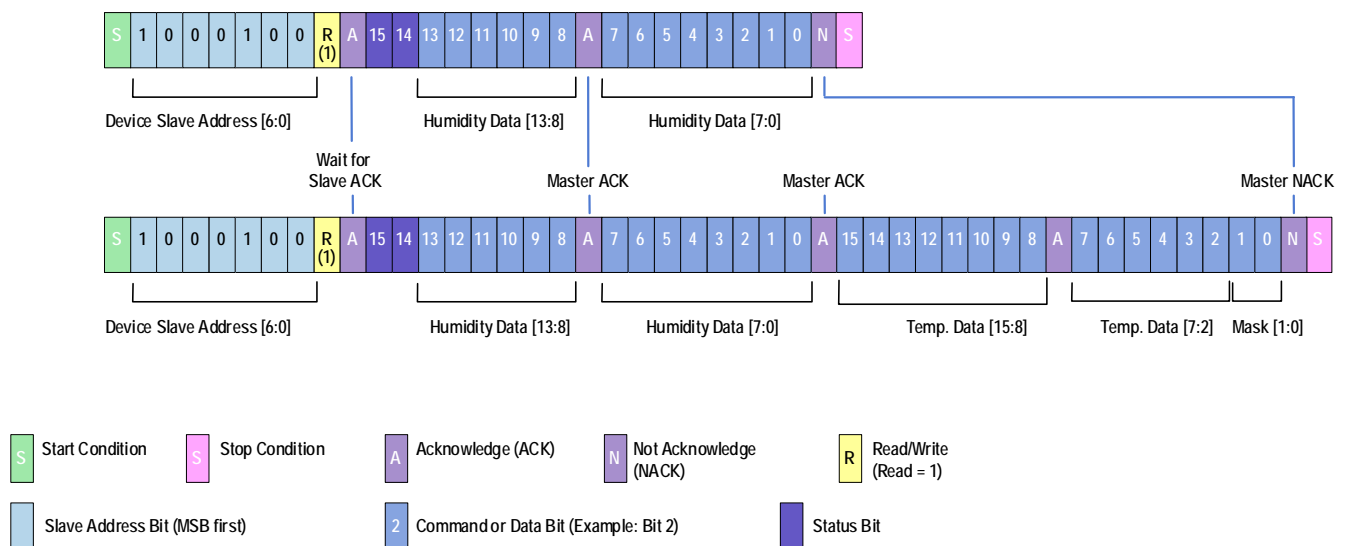 S 1 0 0 0 1 0 0 R (1) A 15 14 13 12 11 10 9 8 A 7 6 5 4 3 2 1 0 N S
Device Slave Address [6:0] Humidity Data [13:8] Humidity Data [7:0]
Wait for
Slave ACK Master ACK Master ACK Master NACK
S 1 0 0 0 1 0 0 R (1) A 15 14 13 12 11 10 9 8 A 7 6 5 4 3 2 1 0 A 15 14 13 12 11 10 9 8 A 7 6 5 4 3 2 1 0 N S
Device Slave Address [6:0] Humidity Data [13:8] Humidity Data [7:0] Temp. Data [15:8] Temp. Data [7:2] Mask [1:0]
S Start Condition
S Stop Condition
A Acknowledge (ACK)
N Not Acknowledge
(NACK)
R Read/Write
(Read = 1)
Slave Address Bit (MSB first)
2 Command or Data Bit (Example: Bit 2)
Status Bit